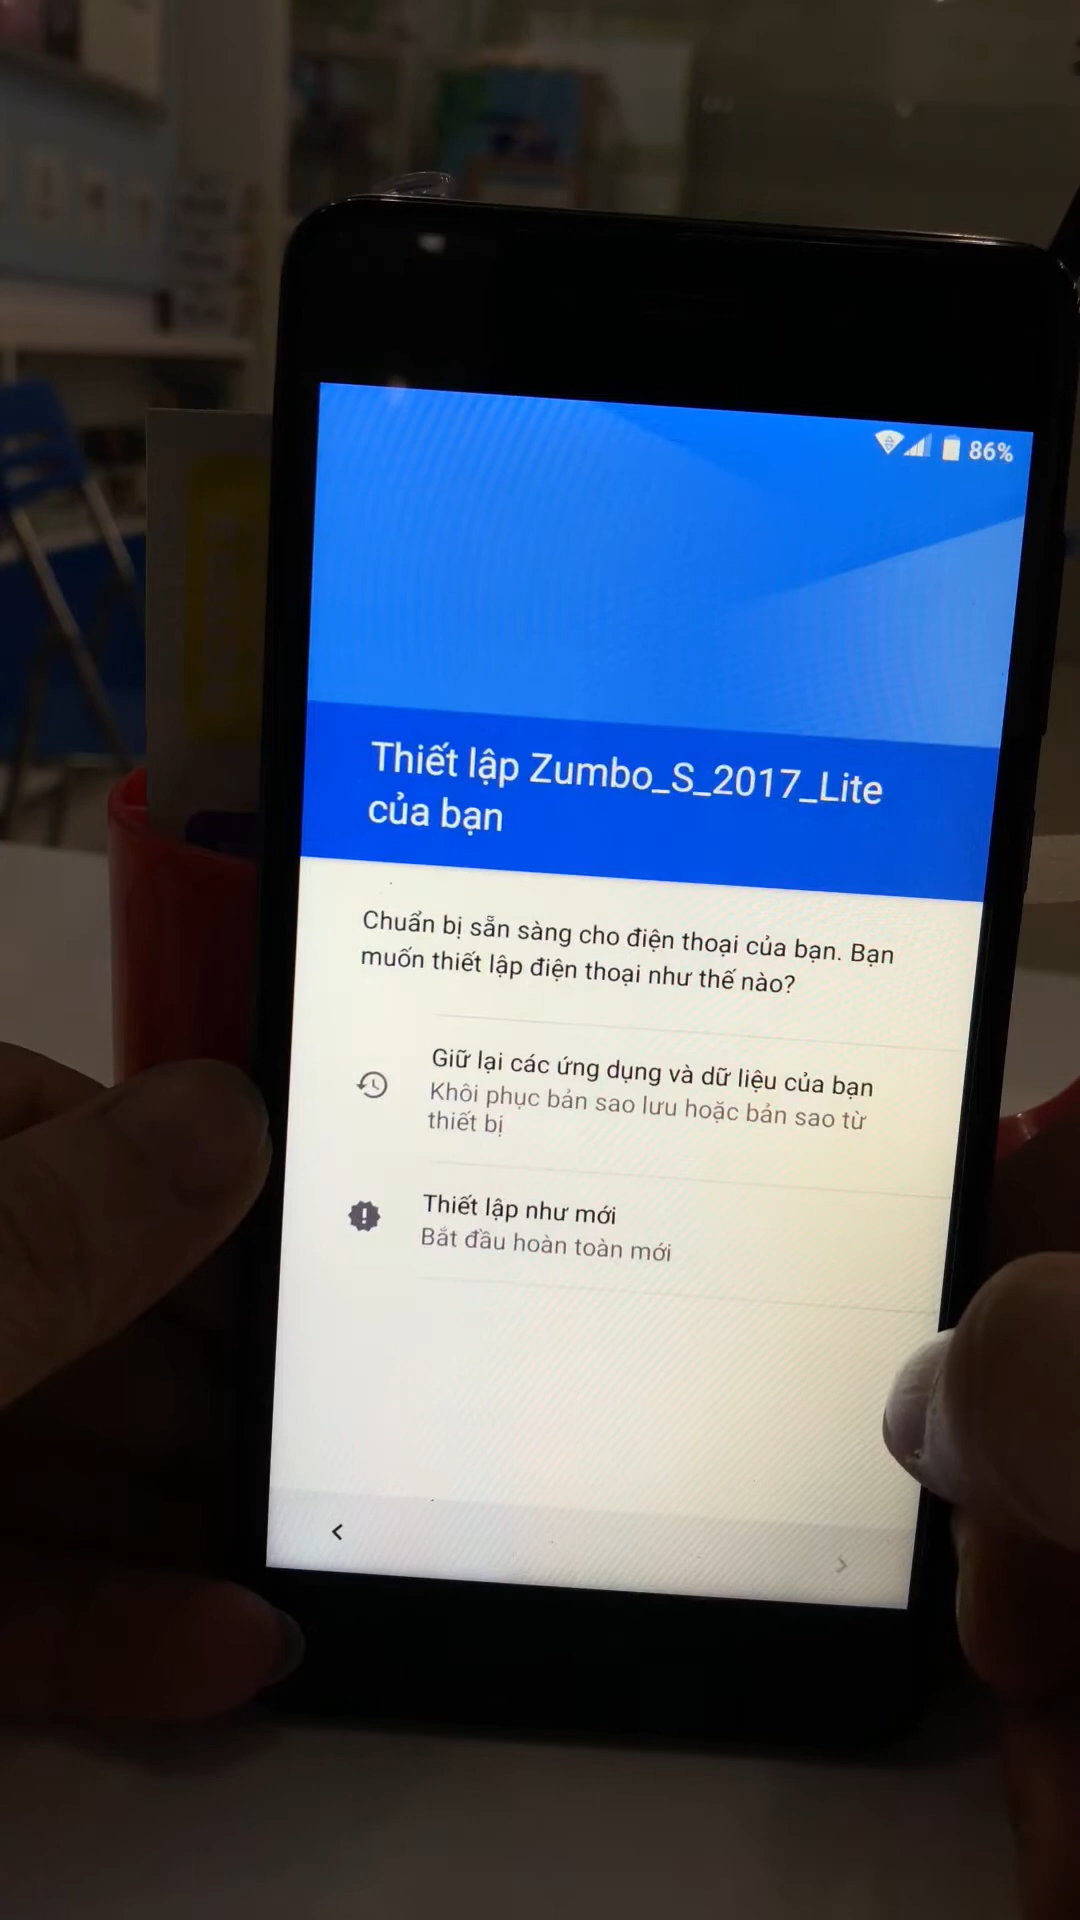 86%
Thiết lập Zumbo_S_2017_Lite
của bạn
Chuẩn bị sẵn sàng cho điện thoại của bạn. Bạn
muốn thiết lập điện thoại như thế nào?
Giữ lại các ứng dụng và dữ liệu của bạn
Khôi phục bản sao lưu hoặc bản sao từ
thiết bị
Thiết lập như mới
Bắt đầu hoàn toàn mới